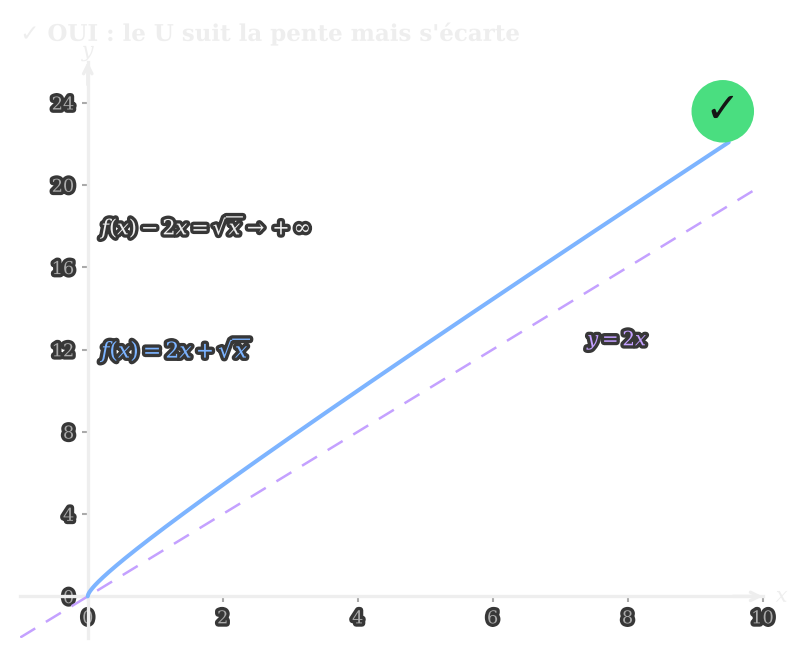 ✓ OUI : le U suit la pente mais s'écarte
y
24
✓
20
f(x) − 2x = √x → + ∞
16
12
f(x) = 2x + √x
y = 2x
8
4
0
x
0 2 4 6 8 10